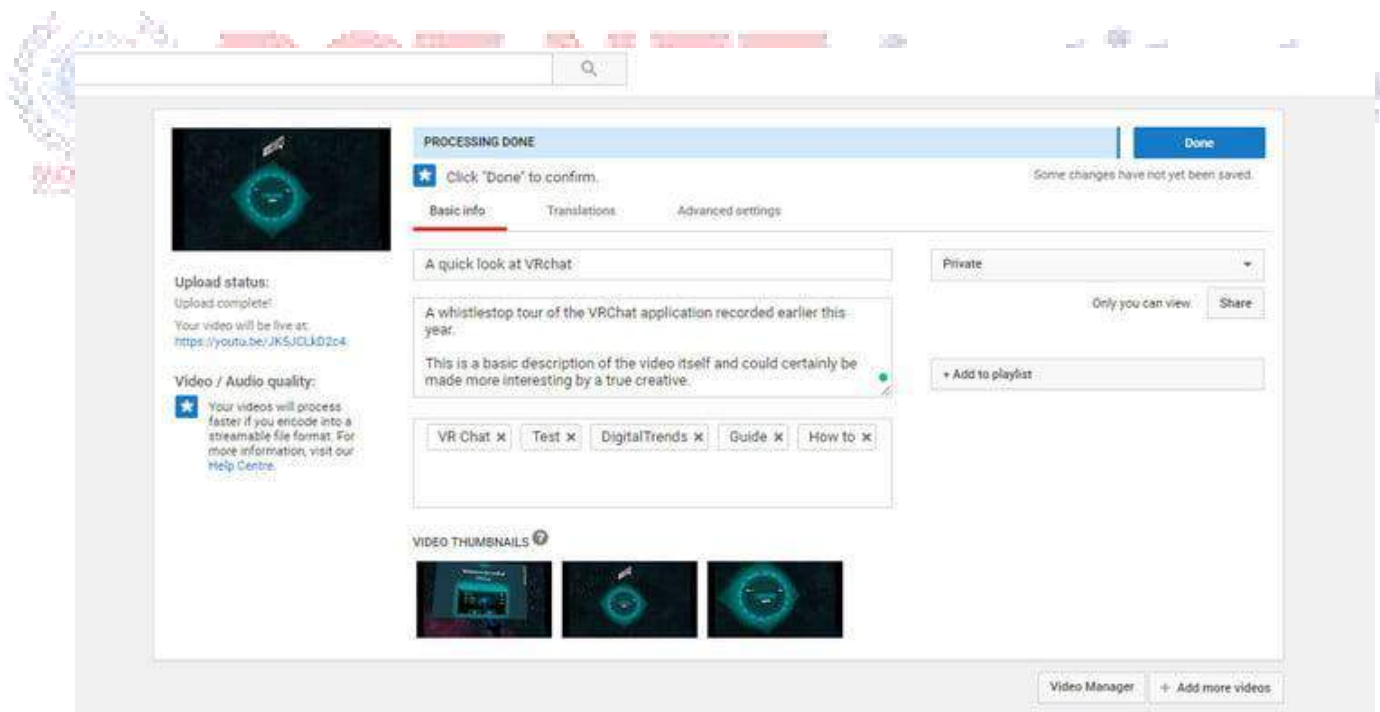 PROCESSING DONE
Done
Click "Done" to confirm.
Some changes have not yet been saved.
Basic info
Translations
Advanced settings
A quick look at VRchat
Private
Upload status:
Upload complete!
Your video will be live at:
https://youtu.be/JK5JCLkD2c4
A whistlestop tour of the VRChat application recorded earlier this
year.
This is a basic description of the video itself and could certainly be
made more interesting by a true creative.
Only you can view
Share
+ Add to playlist
Video / Audio quality:
Your videos will process
faster if you encode into a
streamable file format. For
more information, visit our
Help Centre.
VR Chat x
Test x
DigitalTrends x
Guide x
How to x
VIDEO THUMBNAILS
Video Manager
+ Add more videos